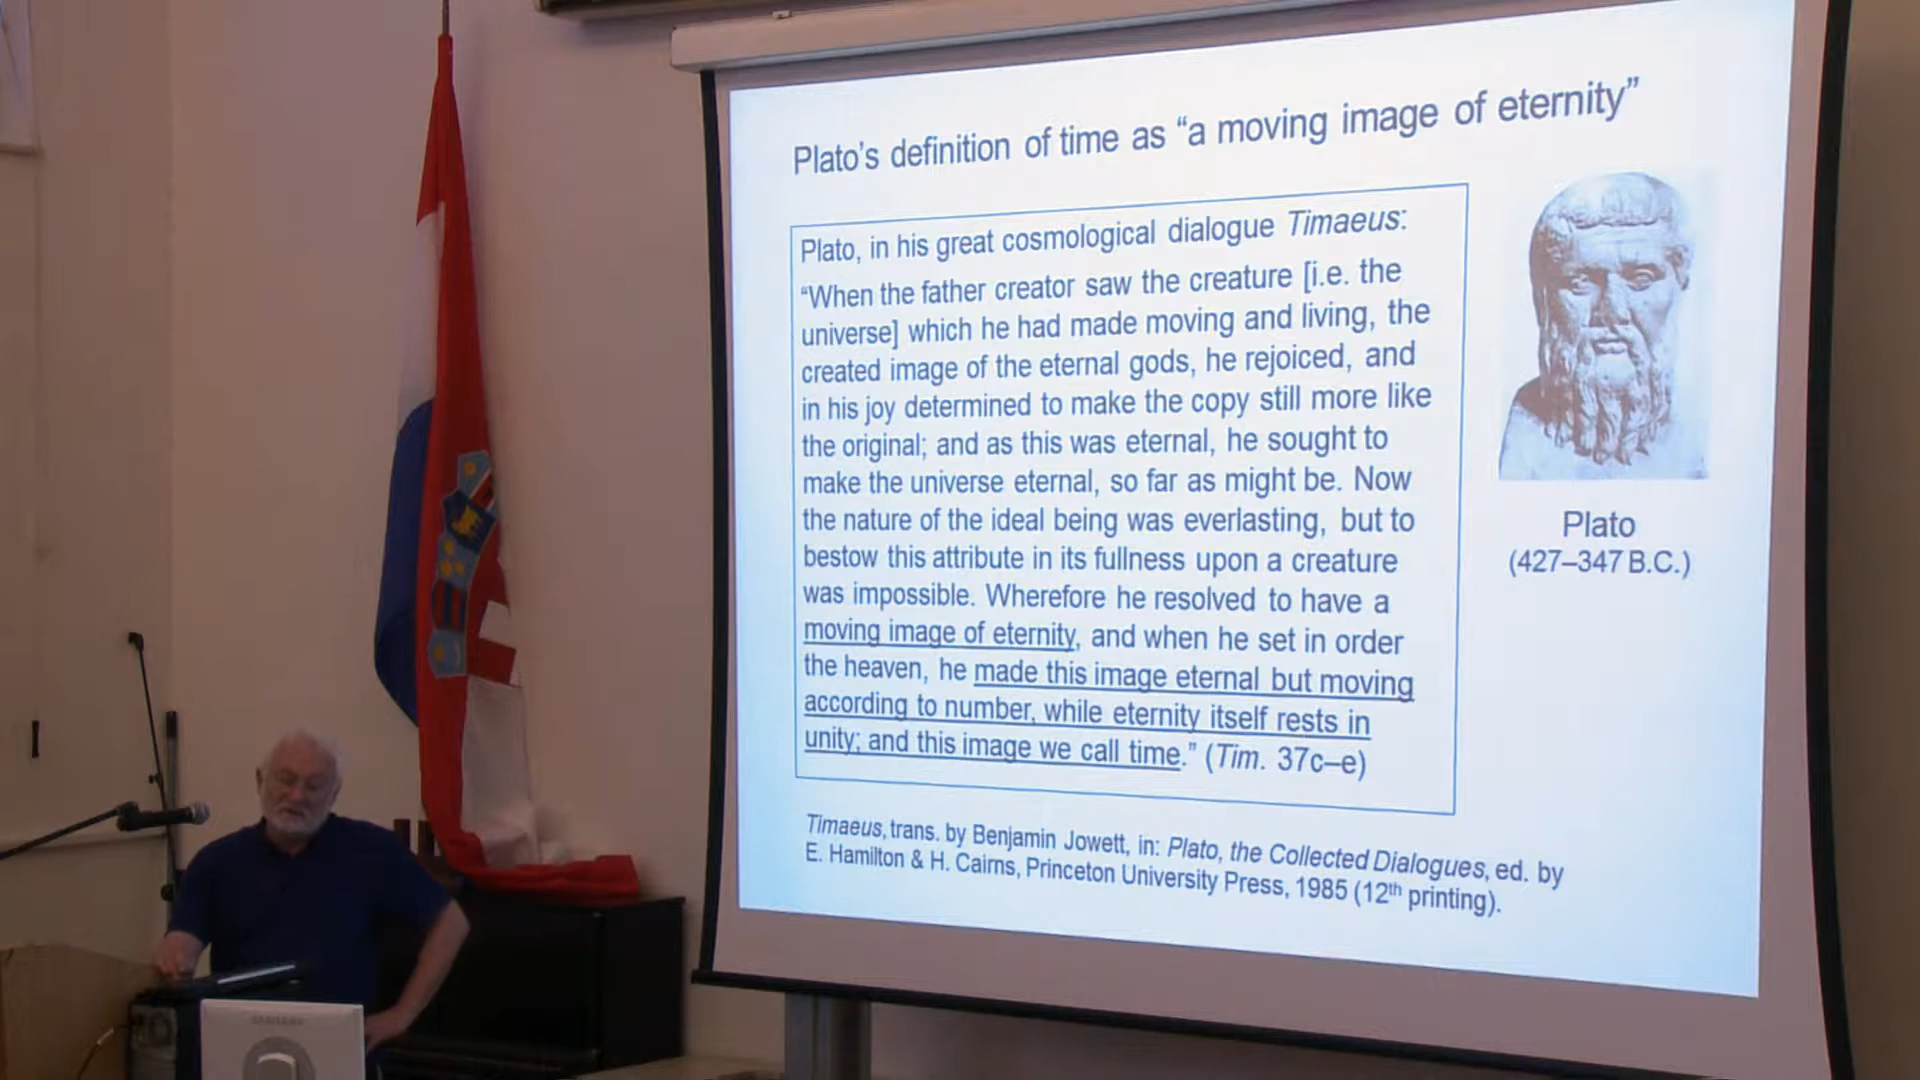 Plato's definition of time as “a moving image of eternity”
Plato, in his great cosmological dialogue Timaeus:
“When the father creator saw the creature [i.e. the
universe] which he had made moving and living, the
created image of the eternal gods, he rejoiced, and
in his joy determined to make the copy still more like
the original; and as this was eternal, he sought to
make the universe eternal, so far as might be. Now
the nature of the ideal being was everlasting, but to
bestow this attribute in its fullness upon a creature
was impossible. Wherefore he resolved to have a
moving image of eternity, and when he set in order
the heaven, he made this image eternal but moving
according to number, while eternity itself rests in
unity; and this image we call time.” (Tim. 37c–e)
Plato
(427–347 B.C.)
Timaeus, trans. by Benjamin Jowett, in: Plato, the Collected Dialogues, ed. by
E. Hamilton & H. Cairns, Princeton University Press, 1985 (12th printing).
SAMSUNG